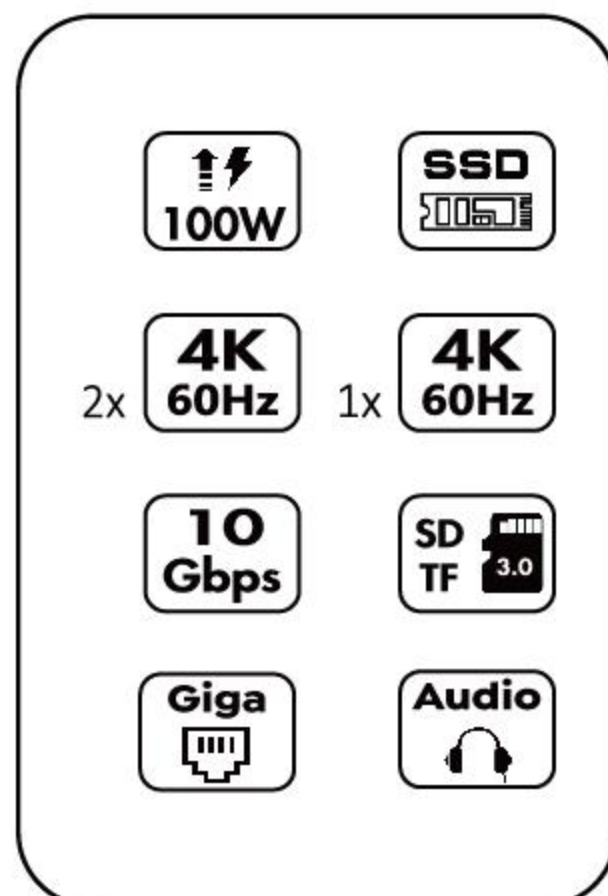 100W
SSD
2x
4K
60Hz
1x
4K
60Hz
10
Gbps
SD
TF
3.0
Giga
Audio